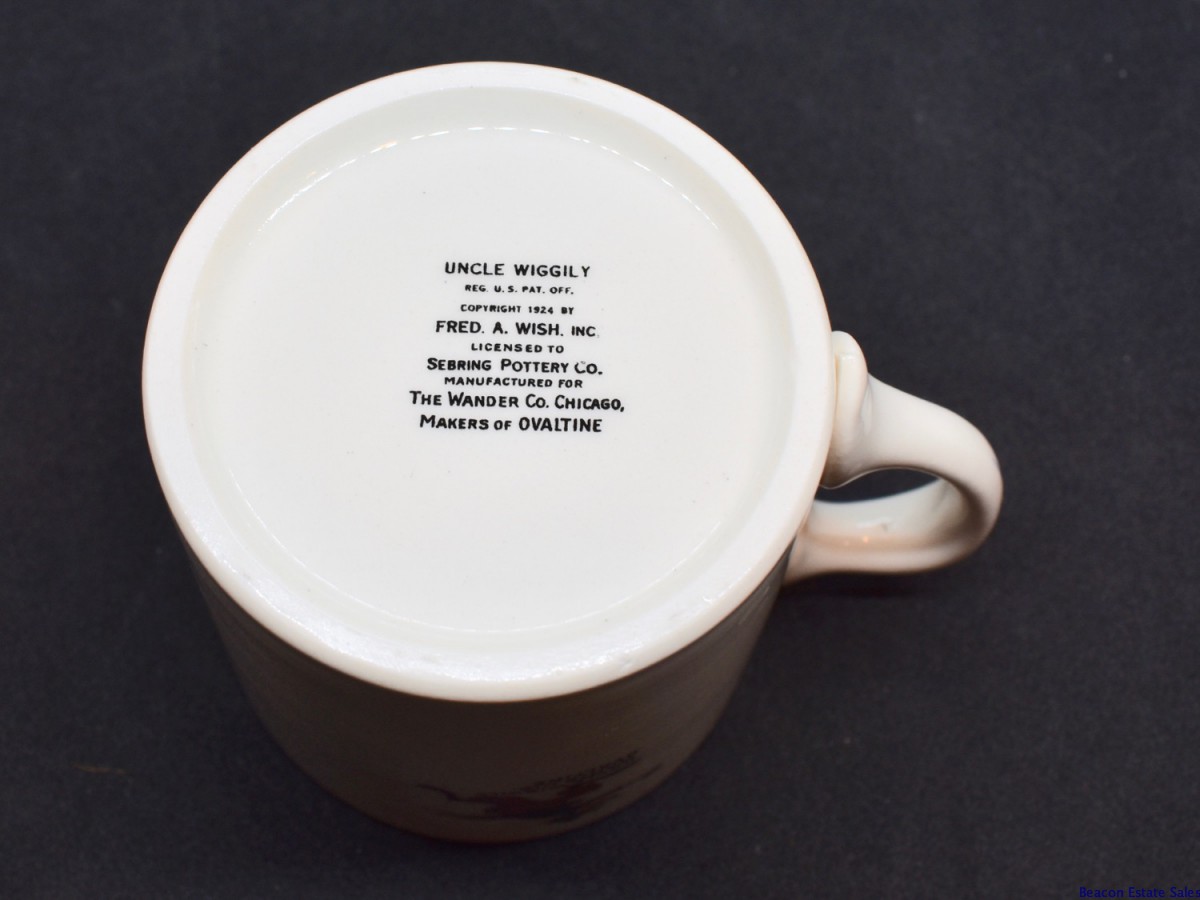 UNCLE WIGGILY
REG. U.S. PAT. OFF.
COPYRIGHT 1924 BY
FRED. A. WISH. INC.
LICENSED TO
SEBRING POTTERY CO.
MANUFACTURED FOR
THE WANDER CO. CHICAGO,
MAKERS OF OVALTINE
Beacon Estate Sales